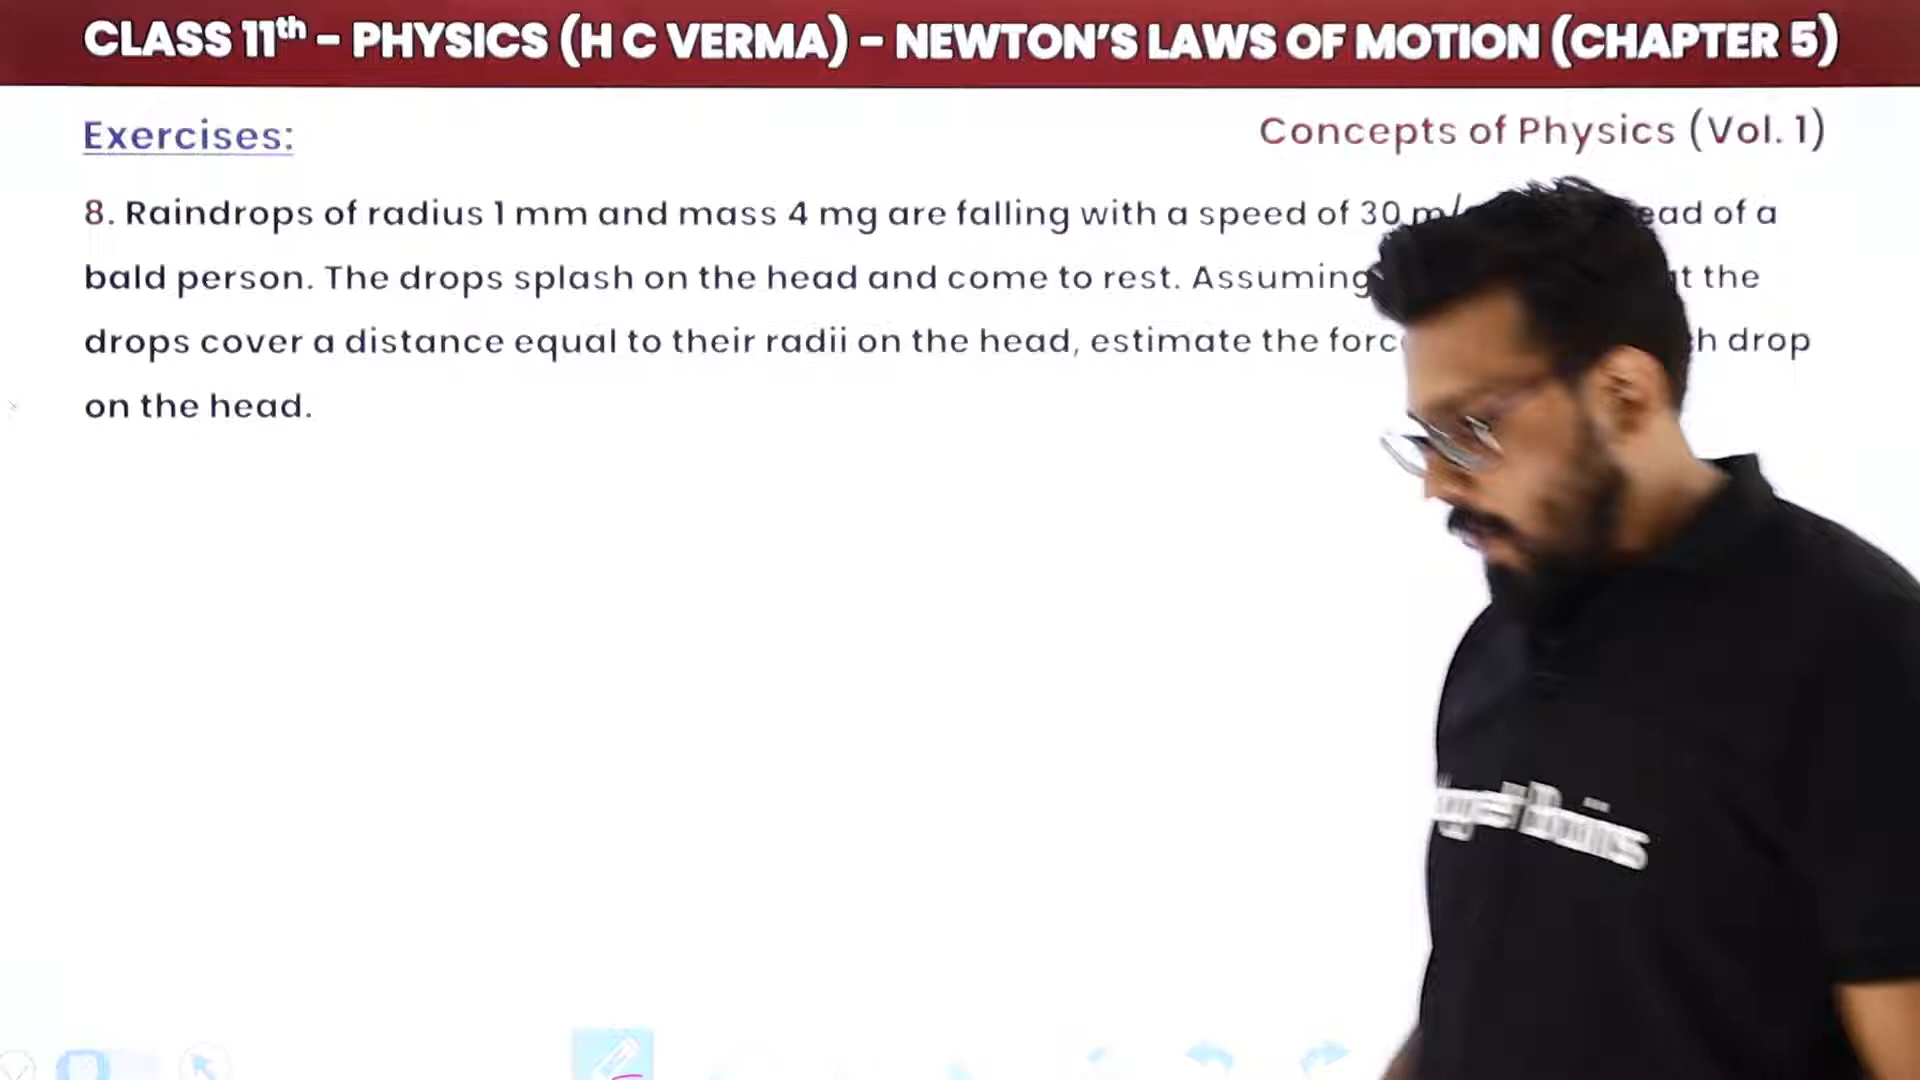 CLASS 11th - PHYSICS (H C VERMA) - NEWTON'S LAWS OF MOTION (CHAPTER 5)
Exercises:
Concepts of Physics (Vol. 1)
8. Raindrops of radius 1 mm and mass 4 mg are falling with a speed of 30 of a
bald person. The drops splash on the head and come to rest. Assuming the
drops cover a distance equal to their radii on the head, estimate the drop
on the head.